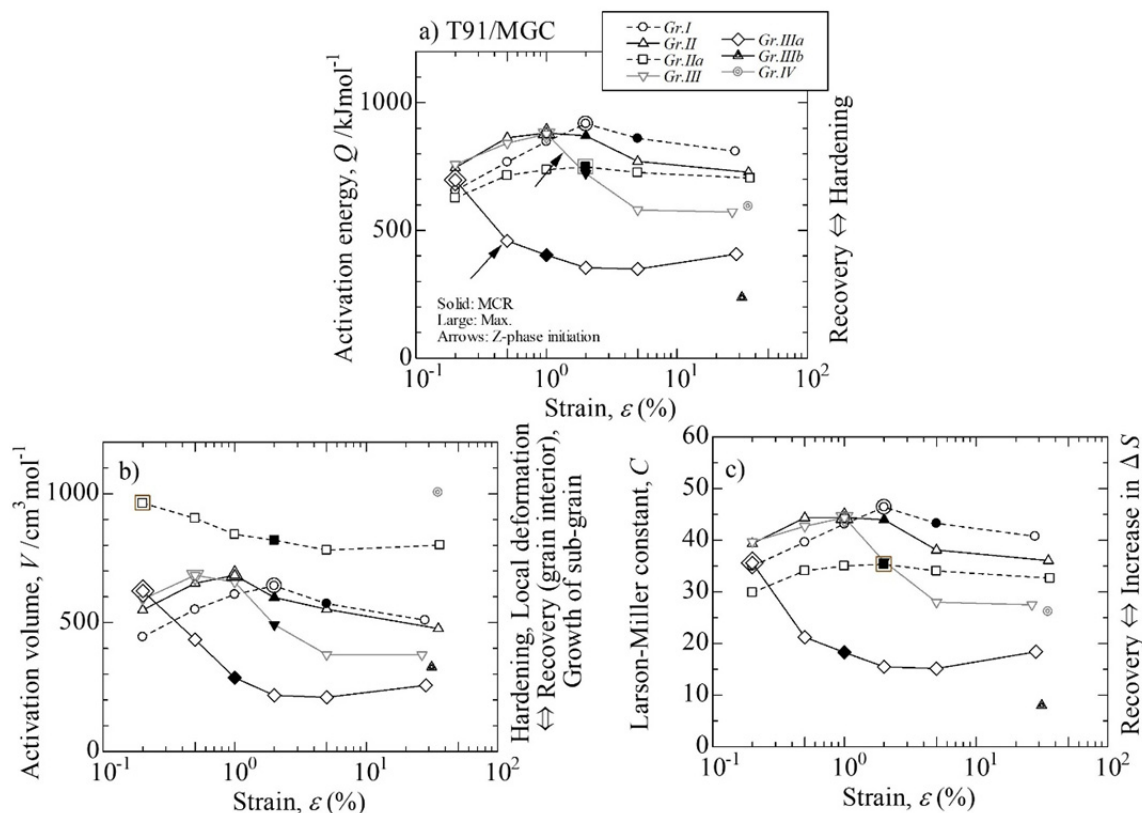 a) T91/MGC
Gr.I
Gr.II
Gr.IIa
Gr.III
Gr.IIIa
Gr.IIIb
Gr.IV
Activation energy, Q /kJmol⁻¹
1000
500
0
Solid: MCR
Large: Max.
Arrows: Z-phase initiation
Recovery ⇔ Hardening
10⁻¹ 10⁰ 10¹ 10²
Strain, ε (%)
b)
Activation volume, V /cm³ mol⁻¹
1000
500
0
Hardening, Local deformation
⇔ Recovery (grain interior),
Growth of sub-grain
10⁻¹ 10⁰ 10¹ 10²
Strain, ε (%)
c)
Larson-Miller constant, C
60
50
40
30
20
10
0
Recovery ⇔ Increase in ΔS
10⁻¹ 10⁰ 10¹ 10²
Strain, ε (%)